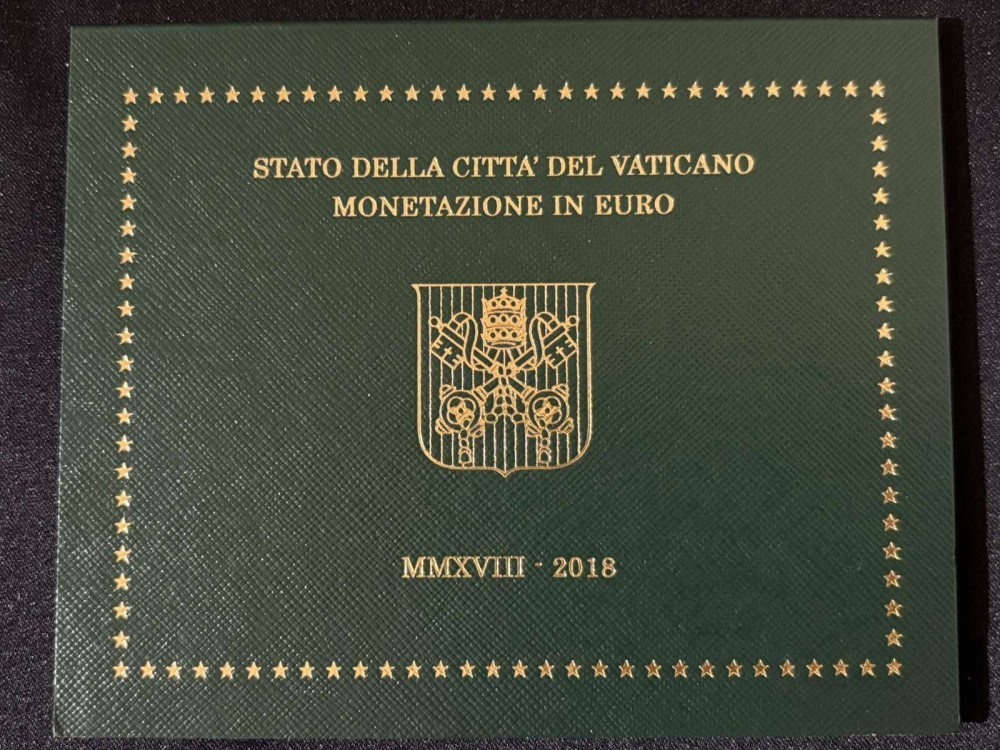 STATO DELLA CITTA' DEL VATICANO
MONETAZIONE IN EURO
MMXVIII - 2018